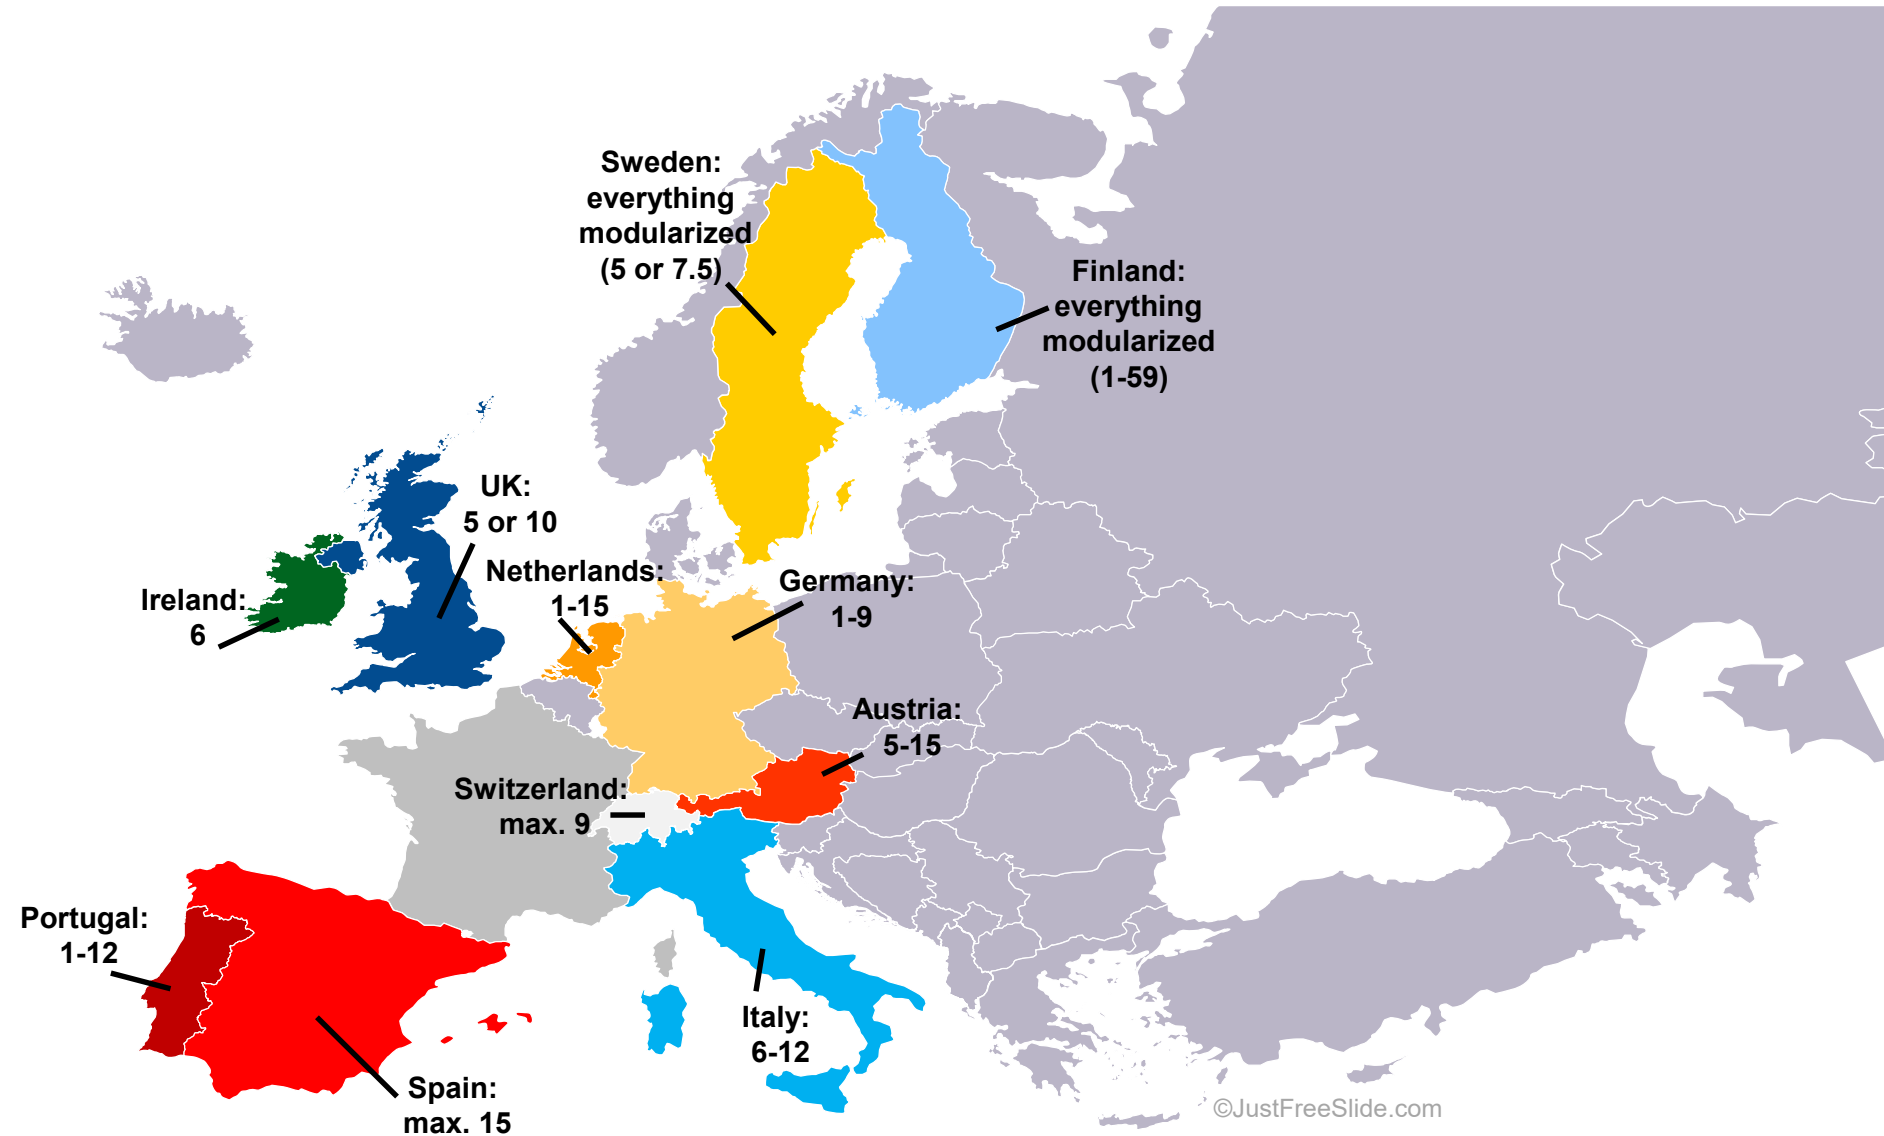 Sweden:
everything
modularized
(5 or 7.5)
Finland:
everything
modularized
(1-59)
UK:
5 or 10
Netherlands:
1-15
Germany:
1-9
Ireland:
6
Austria:
5-15
Switzerland:
max. 9
Portugal:
1-12
Italy:
6-12
Spain:
max. 15
©JustFreeSlide.com